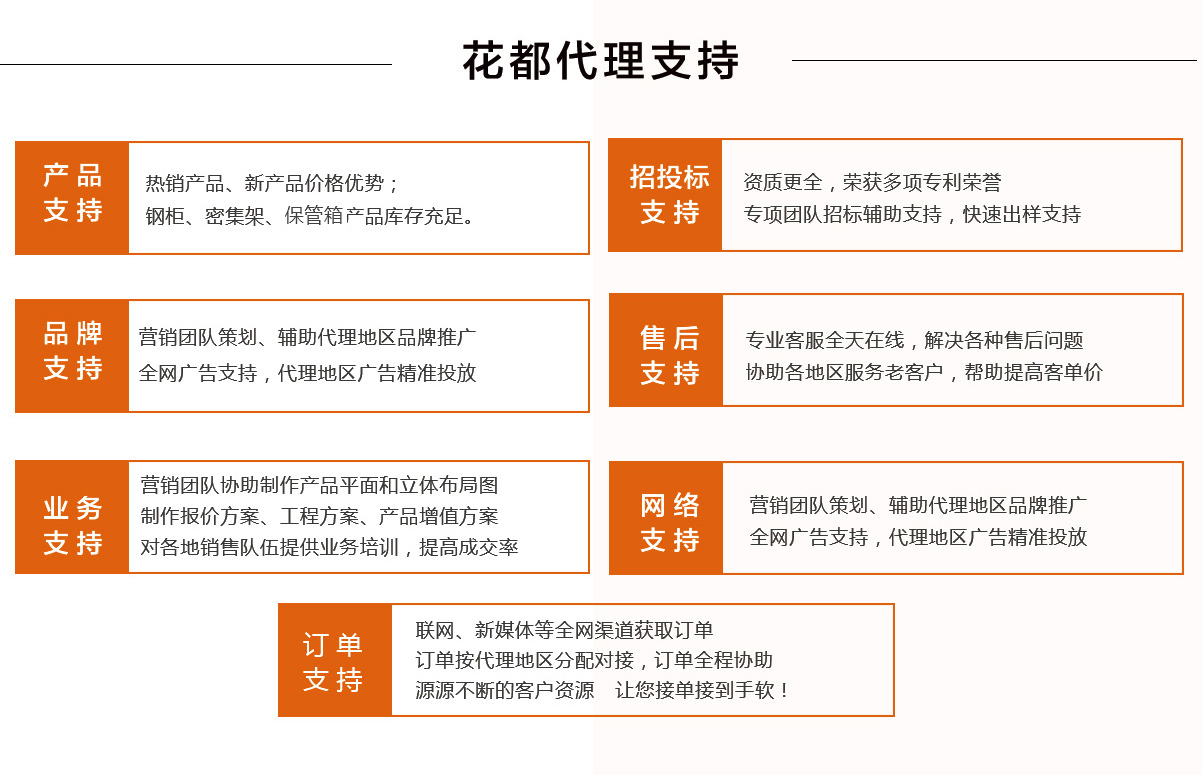 花都代理支持
产品
支持
热销产品、新产品价格优势；
钢柜、密集架、保管箱产品库存充足。
招投标
支持
资质更全，荣获多项专利荣誉
专项团队招标辅助支持，快速出样支持
品牌
支持
营销团队策划、辅助代理地区品牌推广
全网广告支持，代理地区广告精准投放
售后
支持
专业客服全天在线，解决各种售后问题
协助各地区服务老客户，帮助提高客单价
业务
支持
营销团队协助制作产品平面和立体布局图
制作报价方案、工程方案、产品增值方案
对各地销售队伍提供业务培训，提高成交率
网络
支持
营销团队策划、辅助代理地区品牌推广
全网广告支持，代理地区广告精准投放
订单
支持
联网、新媒体等全网渠道获取订单
订单按代理地区分配对接，订单全程协助
源源不断的客户资源　让您接单接到手软！